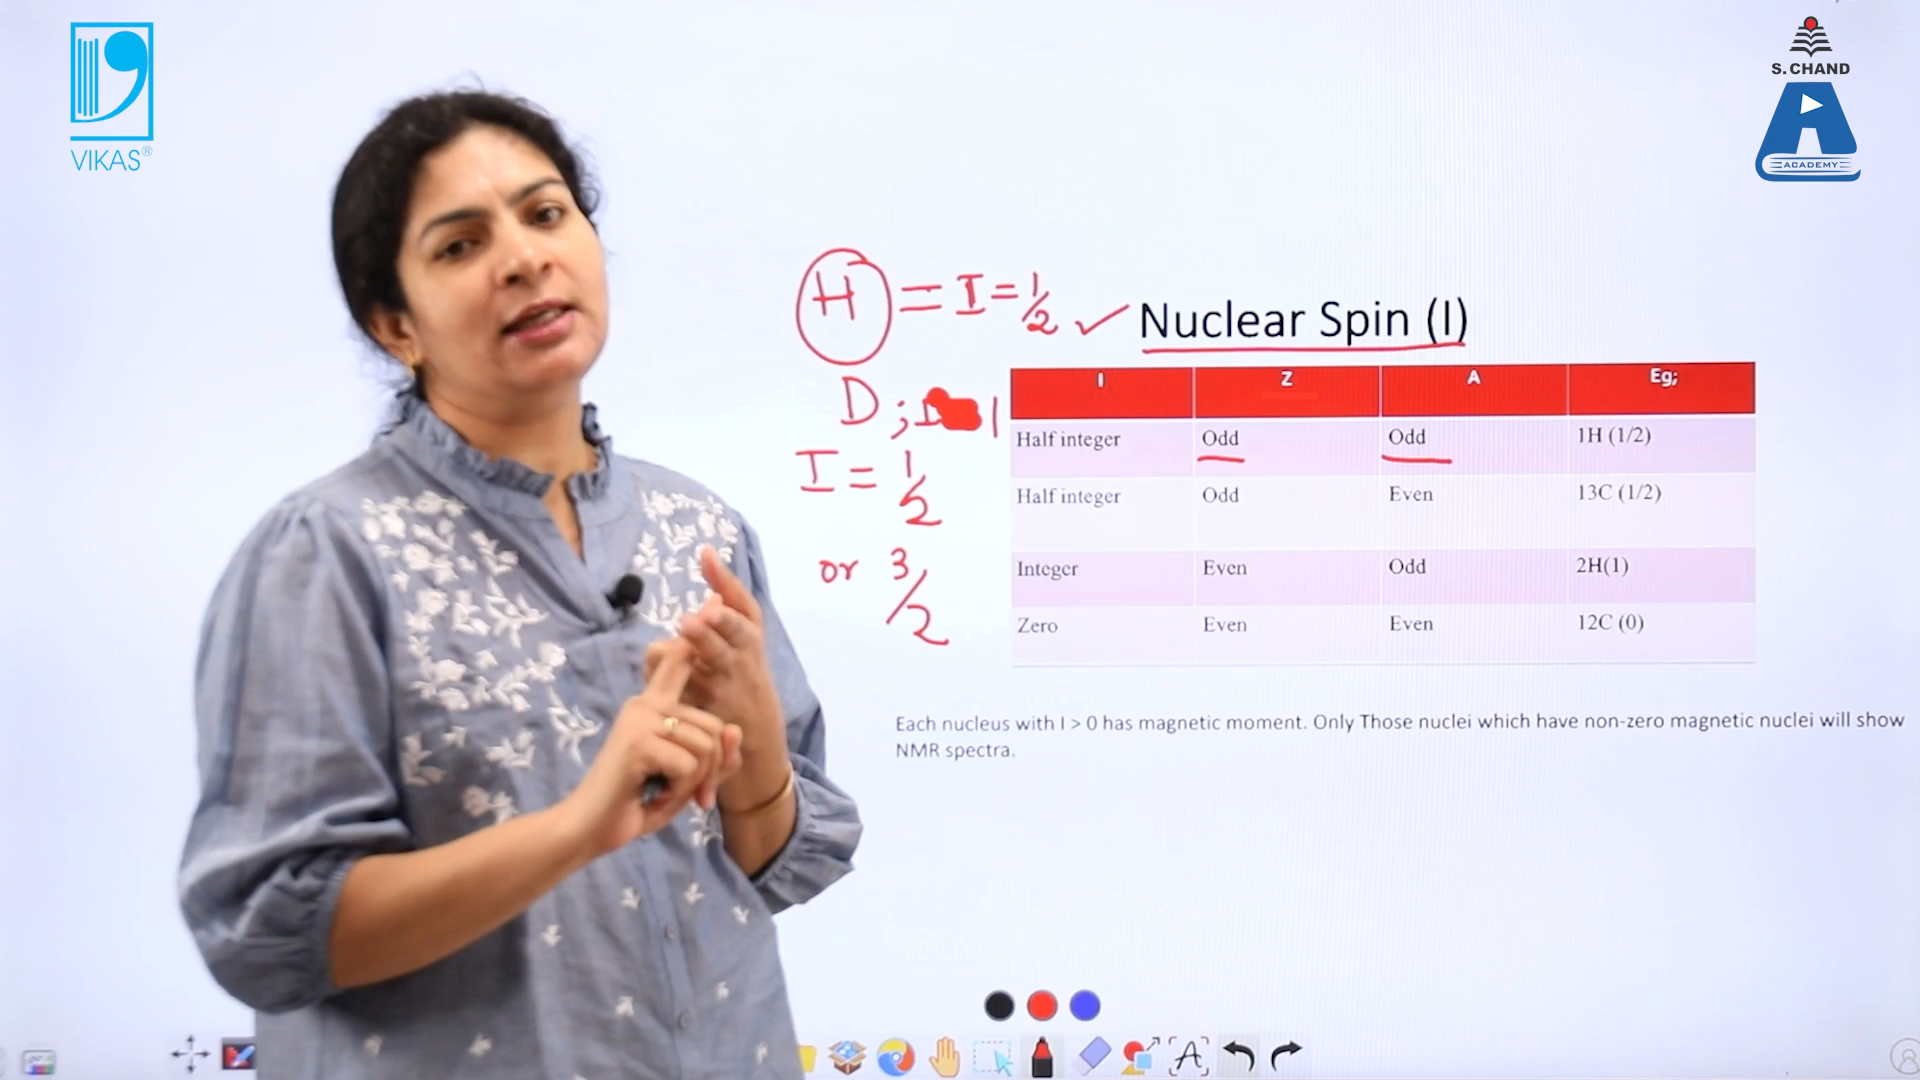 VIKAS®
S. CHAND
ACADEMY
H = I = 1/2 ✓
Nuclear Spin (I)
D ; I 1
I = 1/2
or 3/2
I Z A Eg;
Half integer Odd Odd 1H (1/2)
Half integer Odd Even 13C (1/2)
Integer Even Odd 2H(1)
Zero Even Even 12C (0)
Each nucleus with I > 0 has magnetic moment. Only Those nuclei which have non-zero magnetic nuclei will show
NMR spectra.